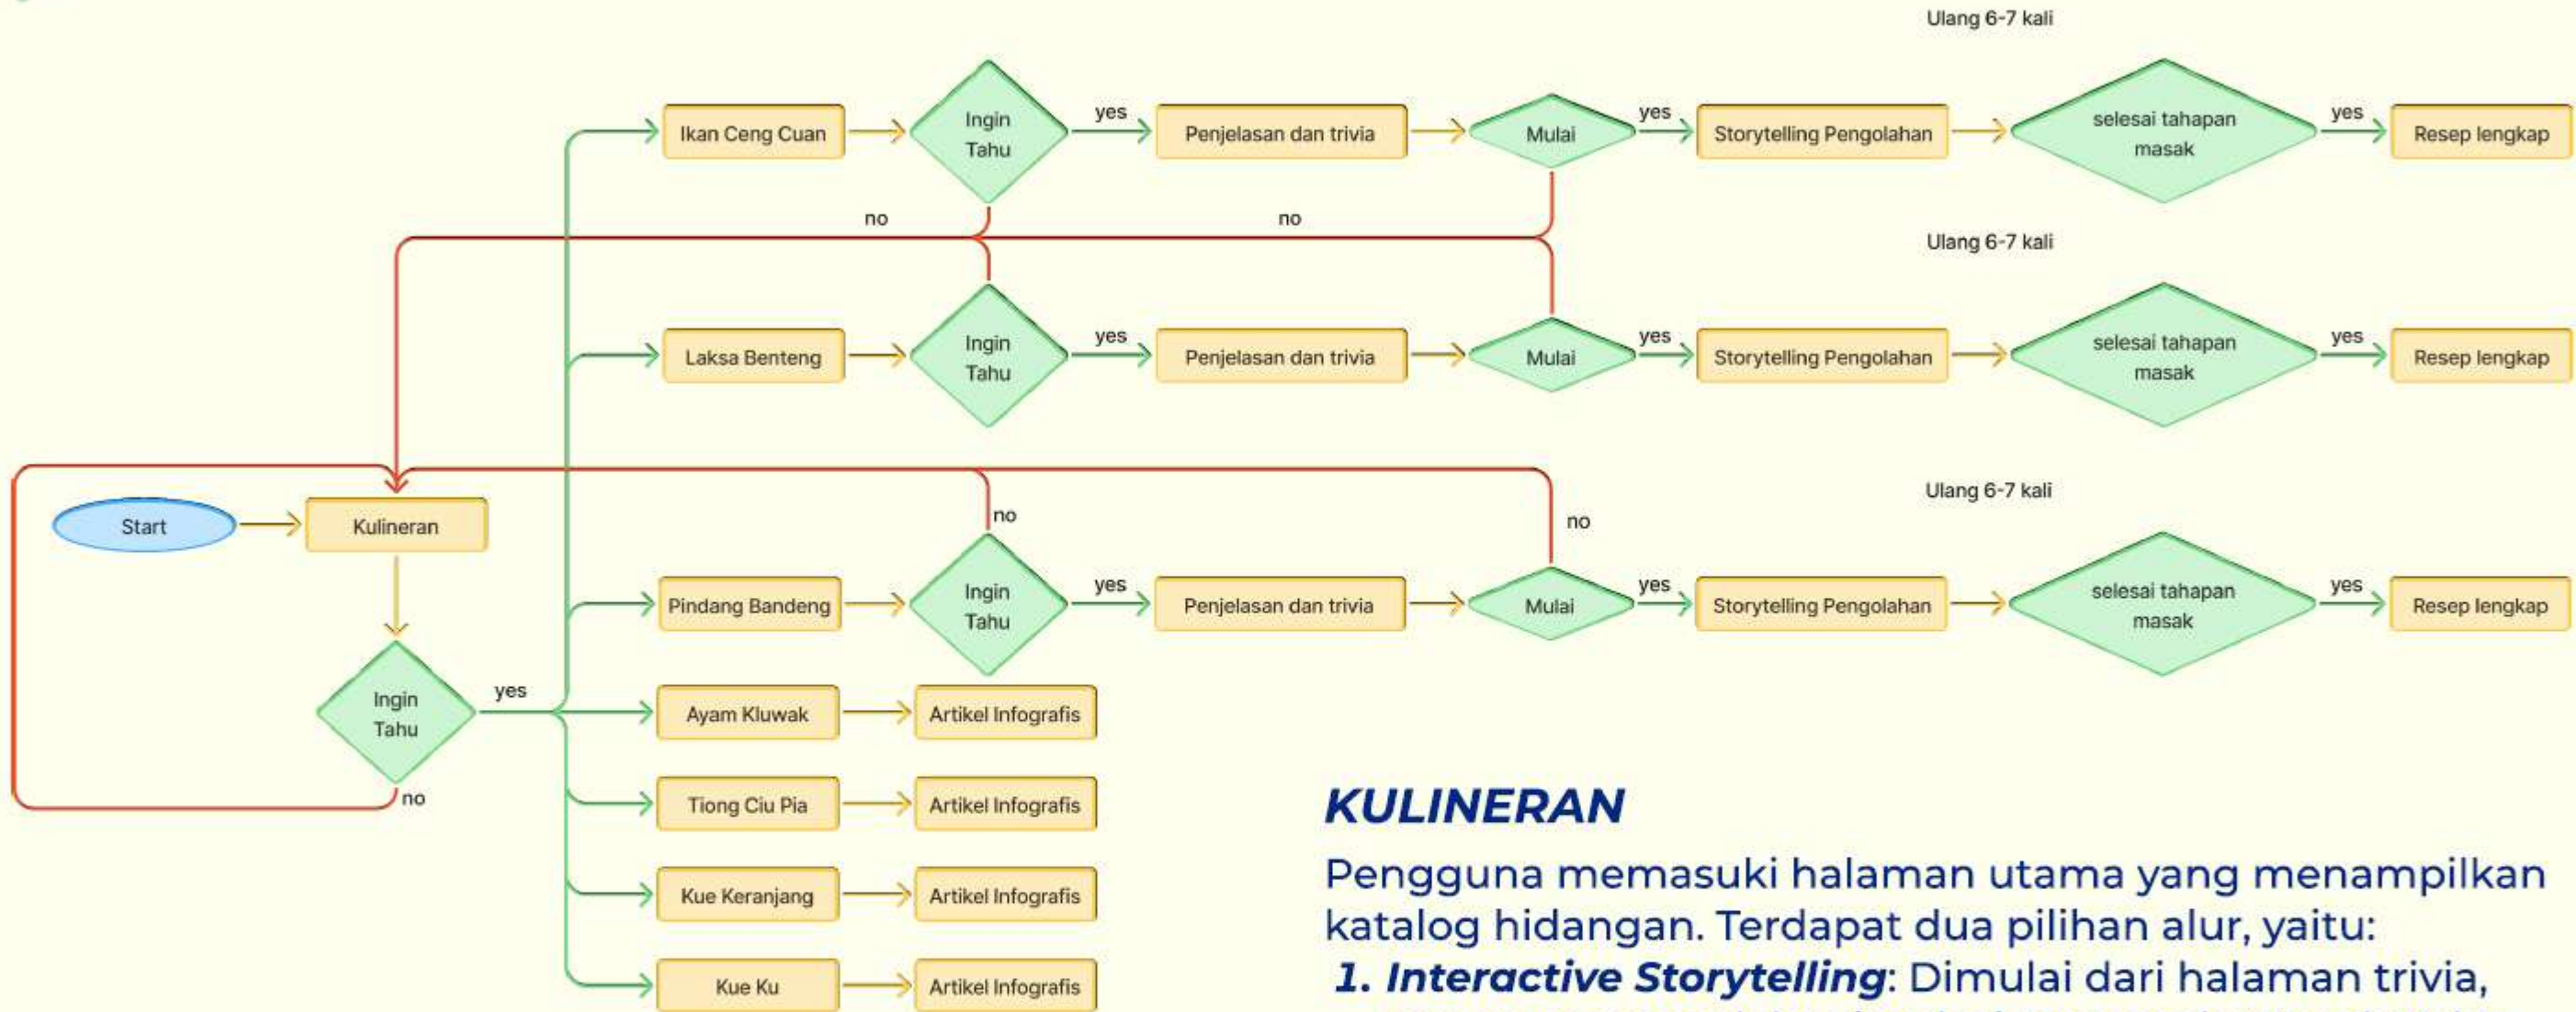 Ulang 6-7 kali
Ikan Ceng Cuan
Ingin
Tahu
yes
Penjelasan dan trivia
Mulai
yes
Storytelling Pengolahan
selesai tahapan
masak
yes
Resep lengkap
no
no
Ulang 6-7 kali
Laksa Benteng
Ingin
Tahu
yes
Penjelasan dan trivia
Mulai
yes
Storytelling Pengolahan
selesai tahapan
masak
yes
Resep lengkap
Start
Kulineran
no
no
Ulang 6-7 kali
Pindang Bandeng
Ingin
Tahu
yes
Penjelasan dan trivia
Mulai
yes
Storytelling Pengolahan
selesai tahapan
masak
yes
Resep lengkap
Ingin
Tahu
yes
no
Ayam Kluwak
Artikel Infografis
Tiong Ciu Pia
Artikel Infografis
Kue Keranjang
Artikel Infografis
Kue Ku
Artikel Infografis
KULINERAN
Pengguna memasuki halaman utama yang menampilkan
katalog hidangan. Terdapat dua pilihan alur, yaitu:
1. Interactive Storytelling: Dimulai dari halaman trivia,